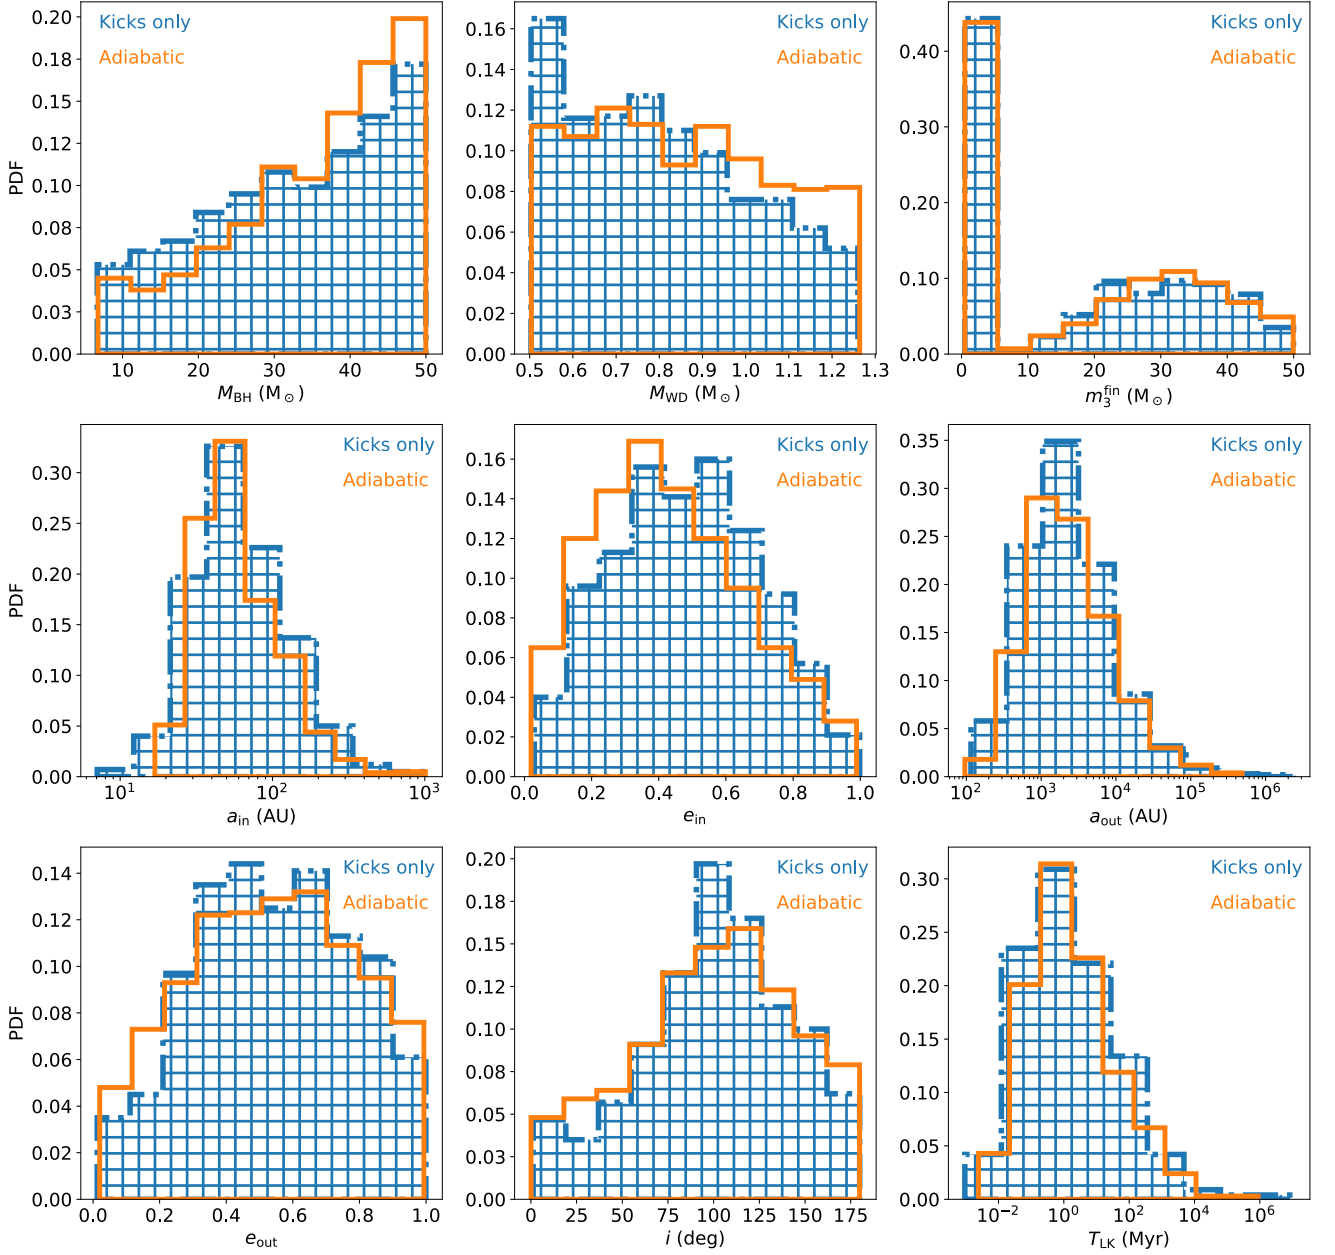 Kicks only
Adiabatic
PDF
0.20
0.18
0.15
0.12
0.10
0.08
0.05
0.03
0.00
10 20 30 40 50
M_BH (M_⊙)
Kicks only
Adiabatic
0.16
0.14
0.12
0.10
0.08
0.06
0.04
0.02
0.00
0.5 0.6 0.7 0.8 0.9 1.0 1.1 1.2 1.3
M_WD (M_⊙)
Kicks only
Adiabatic
0.40
0.30
0.20
0.10
0.00
0 10 20 30 40 50
m_3^fin (M_⊙)
Kicks only
Adiabatic
PDF
0.30
0.25
0.20
0.15
0.10
0.05
0.00
10^1 10^2 10^3
a_in (AU)
Kicks only
Adiabatic
0.16
0.14
0.12
0.10
0.08
0.06
0.04
0.02
0.00
0.0 0.2 0.4 0.6 0.8 1.0
e_in
Kicks only
Adiabatic
0.35
0.30
0.25
0.20
0.15
0.10
0.05
0.00
10^2 10^3 10^4 10^5 10^6
a_out (AU)
Kicks only
Adiabatic
PDF
0.14
0.12
0.10
0.08
0.06
0.04
0.02
0.00
0.0 0.2 0.4 0.6 0.8 1.0
e_out
Kicks only
Adiabatic
0.20
0.18
0.15
0.12
0.10
0.08
0.05
0.03
0.00
0 25 50 75 100 125 150 175
i (deg)
Kicks only
Adiabatic
0.30
0.25
0.20
0.15
0.10
0.05
0.00
10^−2 10^0 10^2 10^4 10^6
T_LK (Myr)